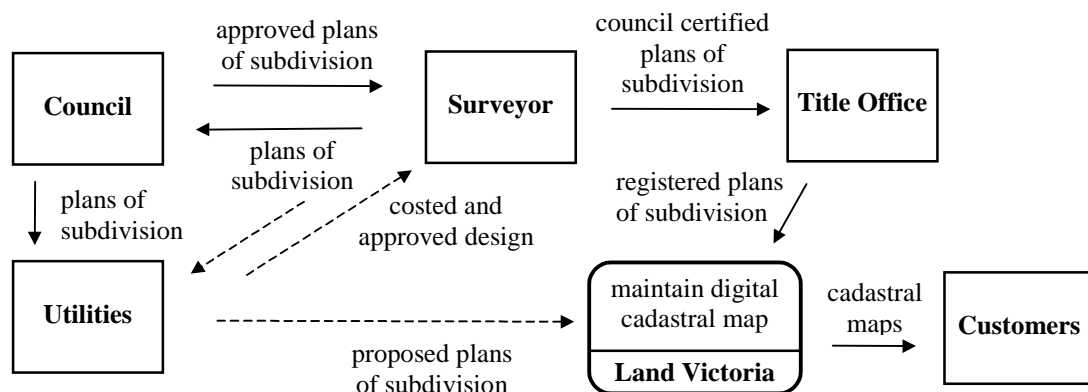 approved plans
of subdivision
council certified
plans of
subdivision
Council
Surveyor
Title Office
plans of
subdivision
plans of
subdivision
costed and
approved design
registered plans
of subdivision
Utilities
maintain digital
cadastral map
Land Victoria
cadastral
maps
Customers
proposed plans
of subdivision